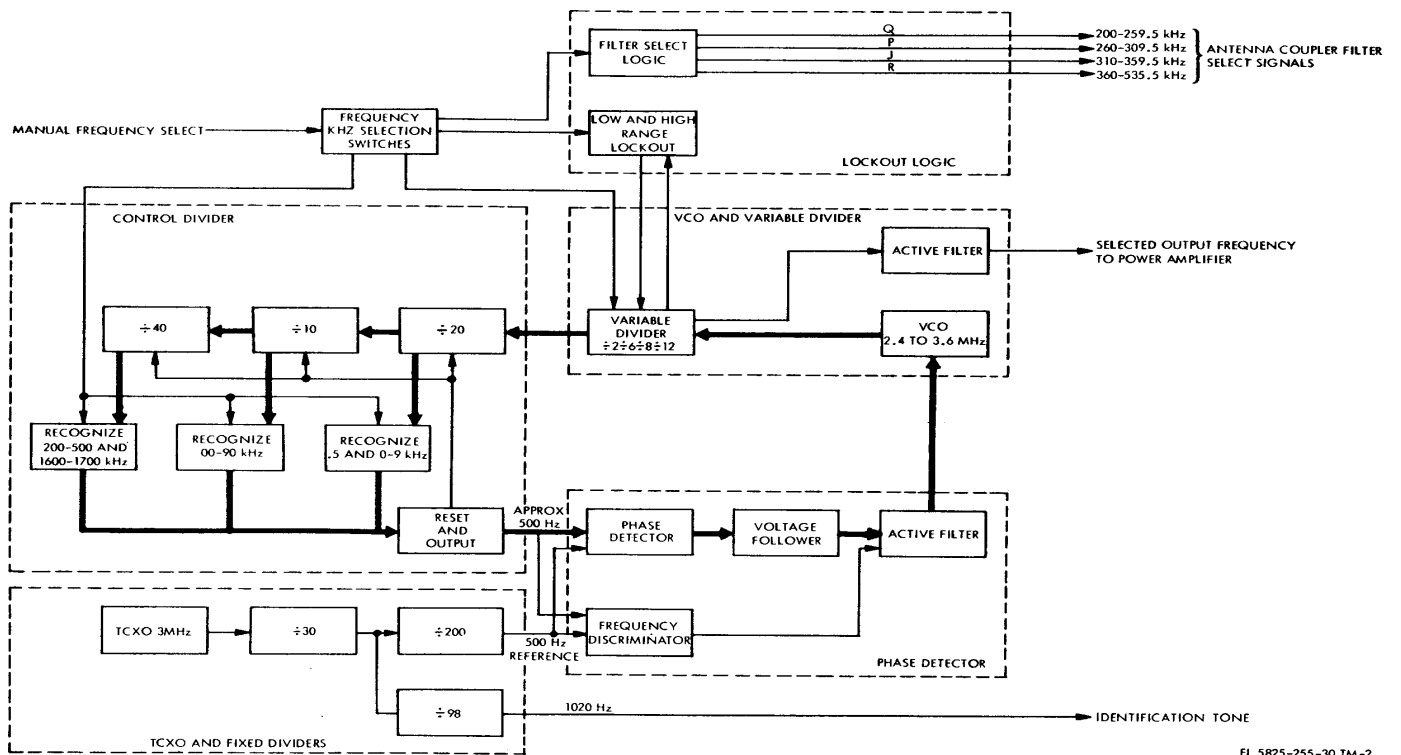 Q
FILTER SELECT
LOGIC
P
J
R
200-259.5 kHz
260-309.5 kHz
310-359.5 kHz
360-535.5 kHz
ANTENNA COUPLER FILTER
SELECT SIGNALS
MANUAL FREQUENCY SELECT
FREQUENCY
KHZ SELECTION
SWITCHES
LOW AND HIGH
RANGE
LOCKOUT
LOCKOUT LOGIC
CONTROL DIVIDER
VCO AND VARIABLE DIVIDER
ACTIVE FILTER
SELECTED OUTPUT FREQUENCY
TO POWER AMPLIFIER
÷40
÷10
÷20
VARIABLE
DIVIDER
÷2÷6÷8÷12
VCO
2.4 TO 3.6 MHz
RECOGNIZE
200-500 AND
1600-1700 kHz
RECOGNIZE
00-90 kHz
RECOGNIZE
.5 AND 0-9 kHz
RESET
AND
OUTPUT
APPROX
500 Hz
PHASE
DETECTOR
VOLTAGE
FOLLOWER
ACTIVE FILTER
TCXO 3MHz
÷30
÷200
500 Hz
REFERENCE
FREQUENCY
DISCRIMINATOR
PHASE DETECTOR
÷98
1020 Hz
IDENTIFICATION TONE
TCXO AND FIXED DIVIDERS
EL 5825-255-30 TM-2